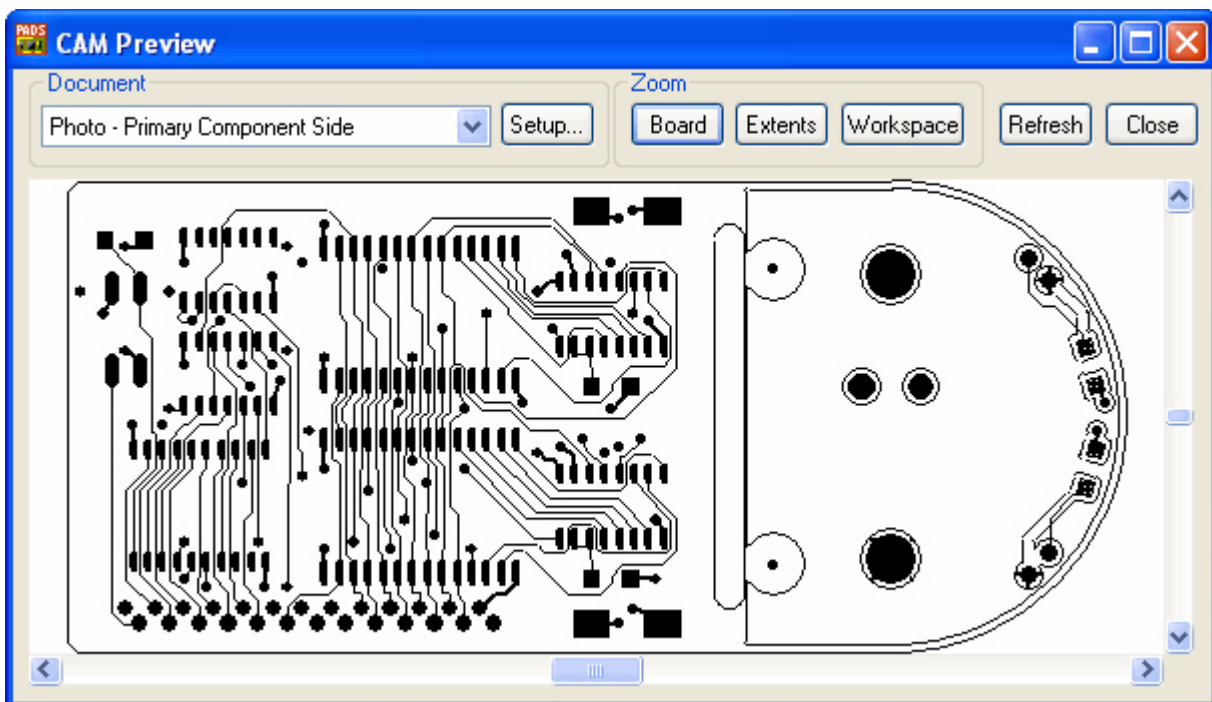 PADS
CAM Preview
Document
Zoom
Photo - Primary Component Side
Setup...
Board
Extents
Workspace
Refresh
Close